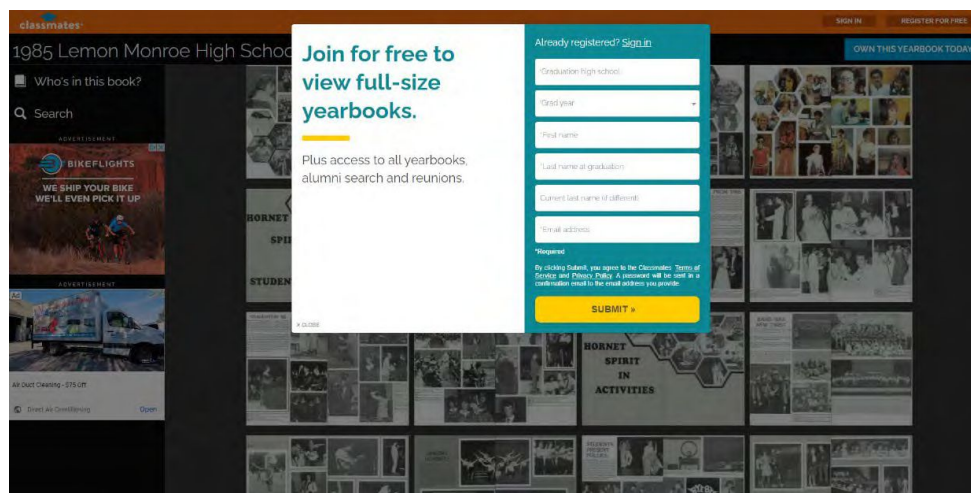 classmates
SIGN IN
REGISTER FOR FREE
1985 Lemon Monroe High Schoo
OWN THIS YEARBOOK TODAY
Who's in this book?
Search
ADVERTISEMENT
BIKEFLIGHTS
WE SHIP YOUR BIKE
WE'LL EVEN PICK IT UP
ADVERTISEMENT
Ad
Air Duct Cleaning - $75 Off
Direct Air Conditioning
Open
Join for free to
view full-size
yearbooks.
Plus access to all yearbooks,
alumni search and reunions.
x CLOSE
Already registered? Sign in
*Graduation high school
*Grad year
*First name
*Last name at graduation
Current last name (if different)
*Email address
*Required
By clicking Submit, you agree to the Classmates Terms of
Service and Privacy Policy. A password will be sent in a
confirmation email to the email address you provide.
SUBMIT »
HORNET
SPI
STUDEN
HORNET
SPIRIT
IN
ACTIVITIES